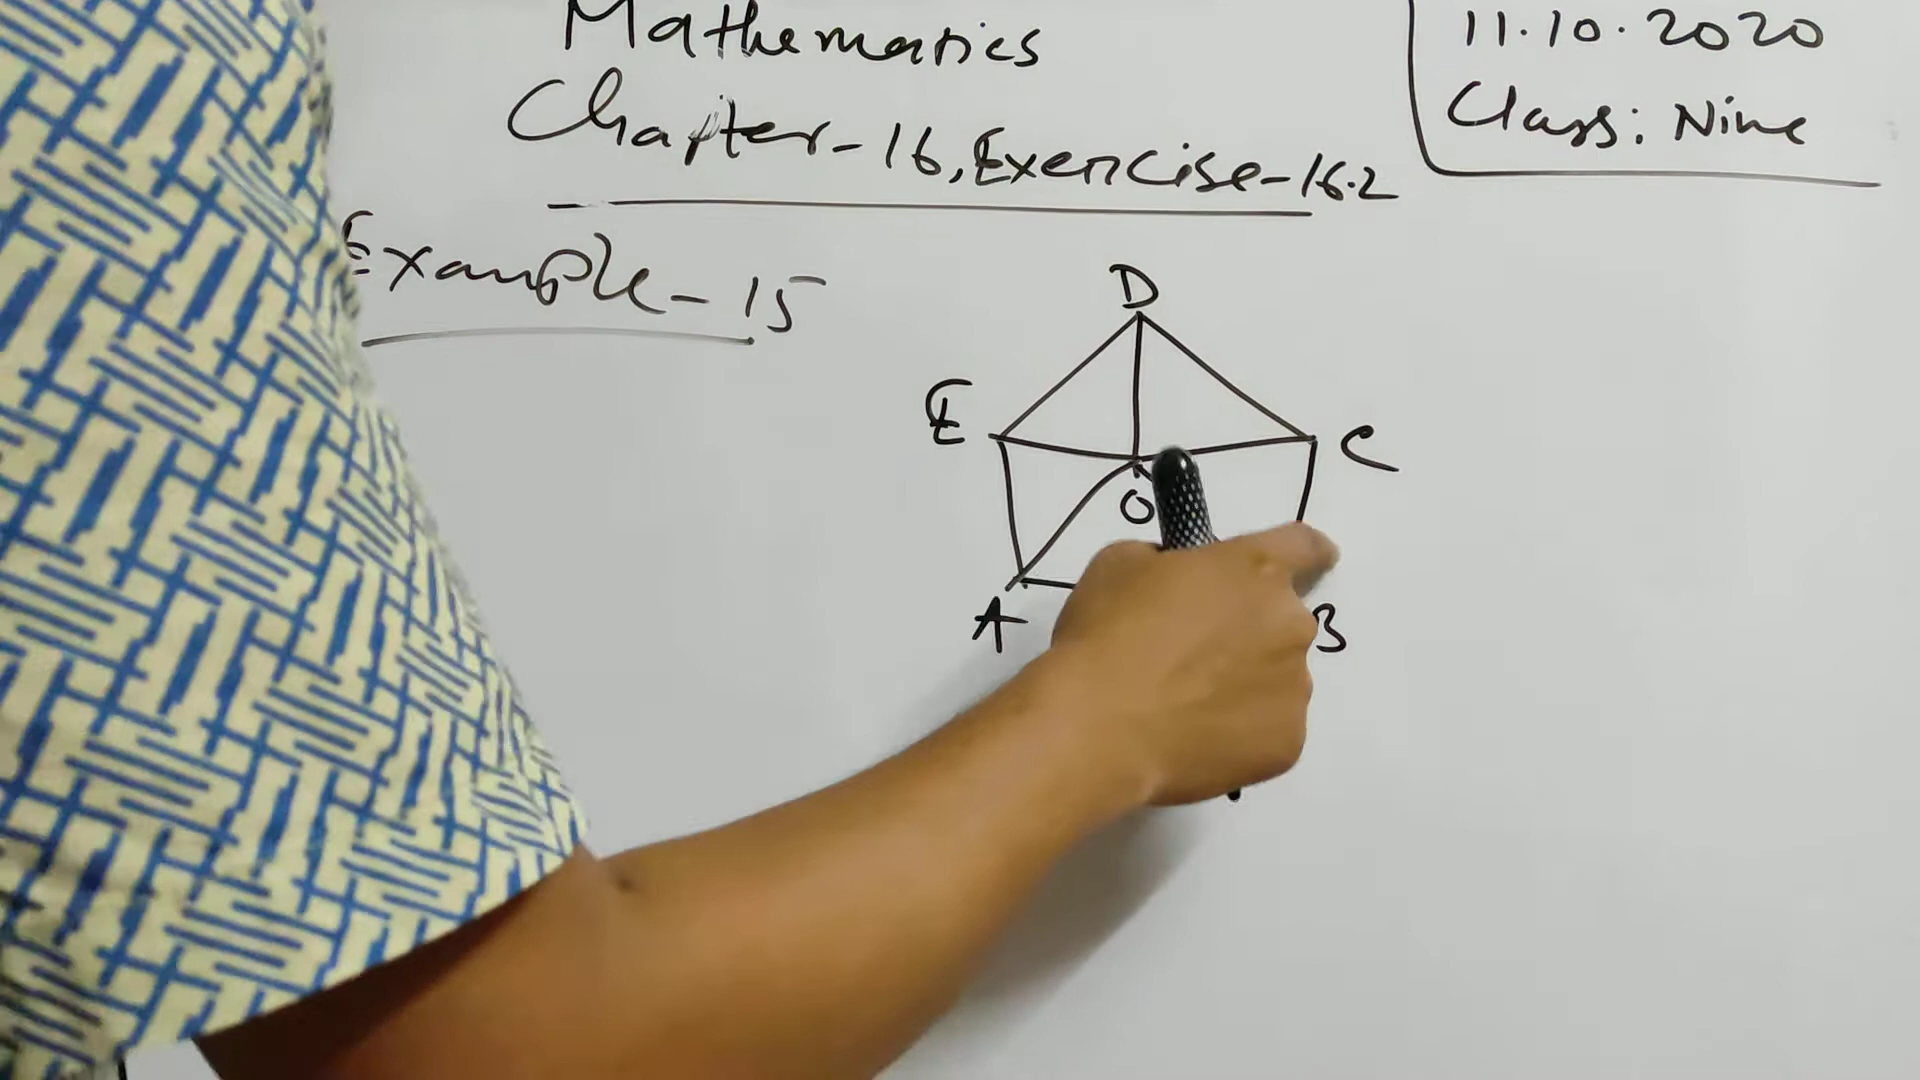 Mathematics
Chapter-16, Exercise-16.2
11.10.2020
Class: Nine
Example-15
D
E
C
O
A
B